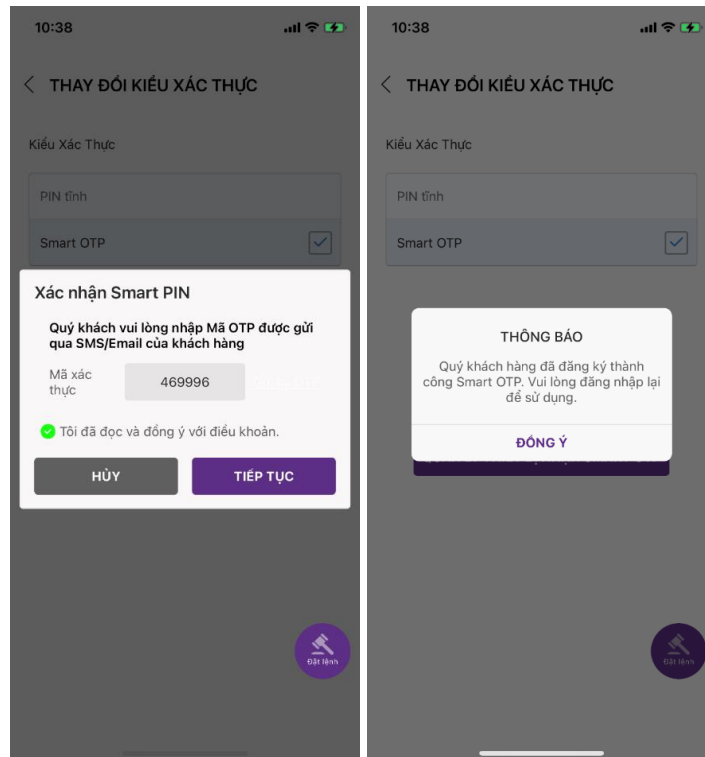 10:38
THAY ĐỔI KIỂU XÁC THỰC
Kiểu Xác Thực
PIN tĩnh
Smart OTP
Xác nhận Smart PIN
Quý khách vui lòng nhập Mã OTP được gửi
qua SMS/Email của khách hàng
Mã xác
thực
469996
Tôi đã đọc và đồng ý với điều khoản.
HỦY
TIẾP TỤC
Đặt lệnh
10:38
THAY ĐỔI KIỂU XÁC THỰC
Kiểu Xác Thực
PIN tĩnh
Smart OTP
THÔNG BÁO
Quý khách hàng đã đăng ký thành
công Smart OTP. Vui lòng đăng nhập lại
để sử dụng.
ĐỒNG Ý
Đặt lệnh